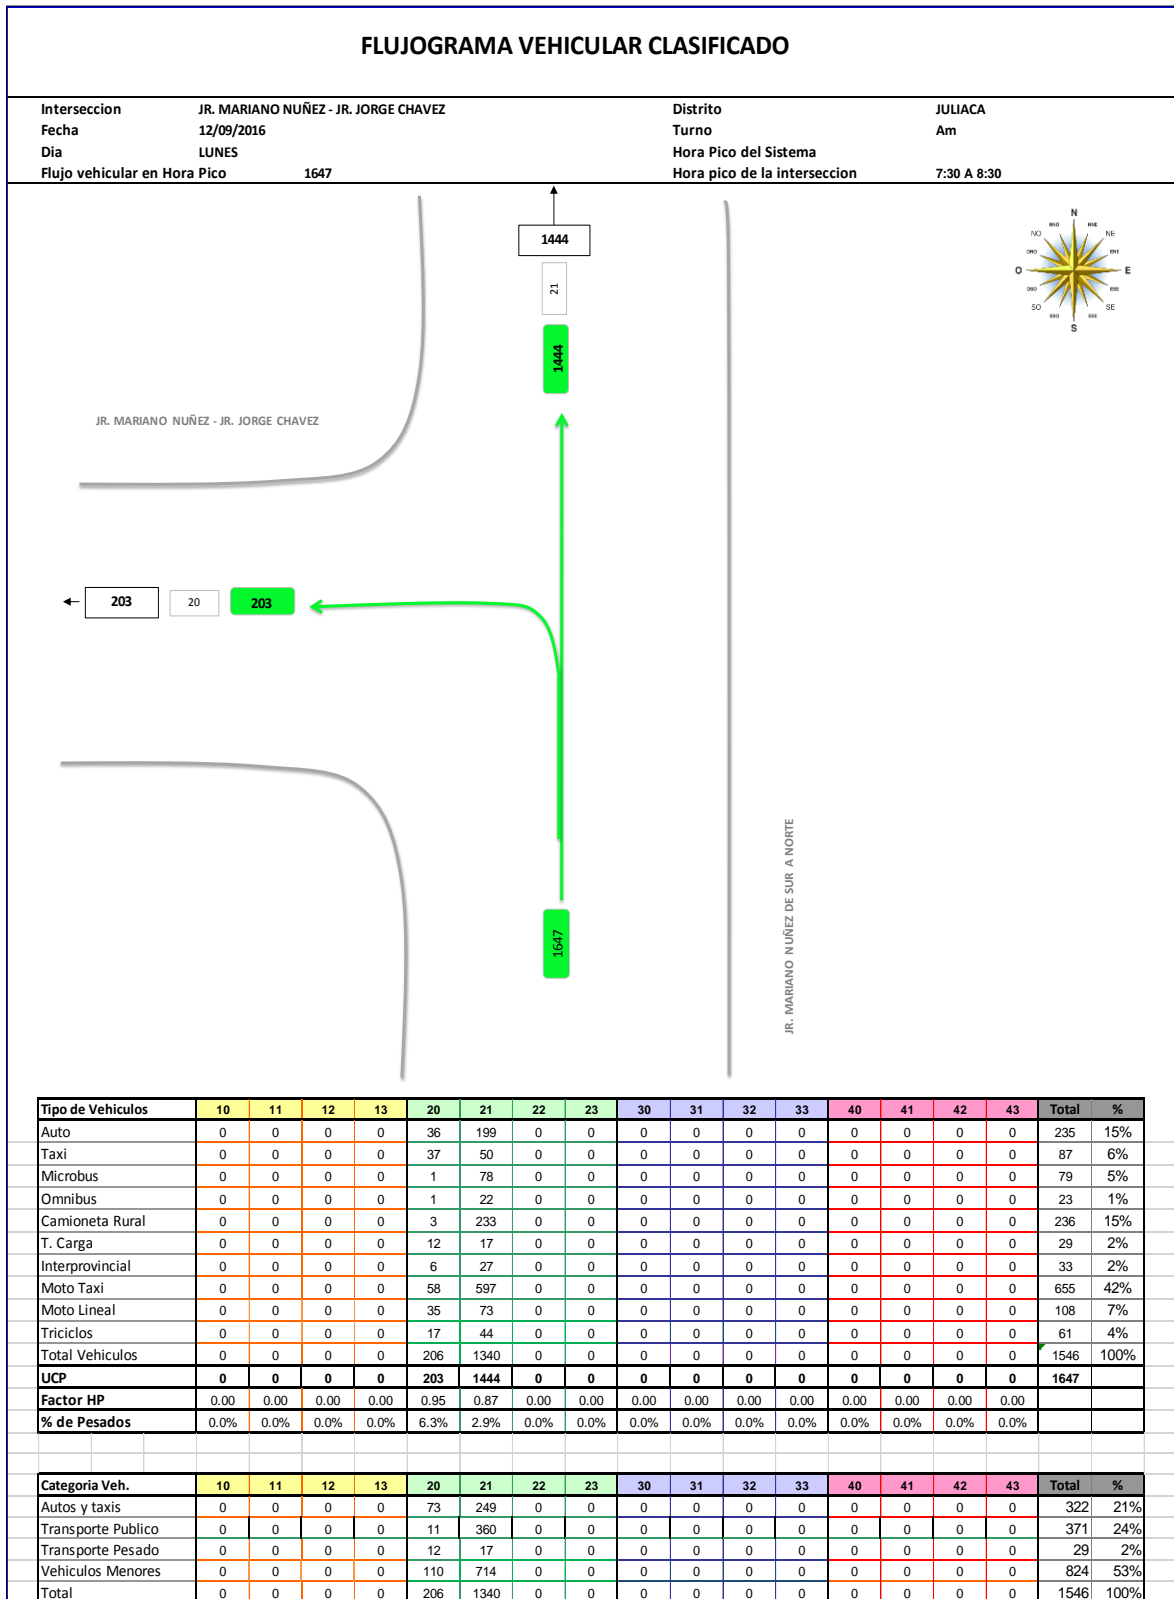 FLUJOGRAMA VEHICULAR CLASIFICADO
Interseccion JR. MARIANO NUÑEZ - JR. JORGE CHAVEZ Distrito JULIACA
Fecha 12/09/2016 Turno Am
Dia LUNES Hora Pico del Sistema
Flujo vehicular en Hora Pico 1647 Hora pico de la interseccion 7:30 A 8:30
1444
21
1444
N
NNO NNE
NO NE
ONO ENE
O E
OSO ESE
SO SE
SSO SSE
S
JR. MARIANO NUÑEZ - JR. JORGE CHAVEZ
203 20 203
JR. MARIANO NUÑEZ DE SUR A NORTE
1647
Tipo de Vehiculos 10 11 12 13 20 21 22 23 30 31 32 33 40 41 42 43 Total %
Auto 0 0 0 0 36 199 0 0 0 0 0 0 0 0 0 0 235 15%
Taxi 0 0 0 0 37 50 0 0 0 0 0 0 0 0 0 0 87 6%
Microbus 0 0 0 0 1 78 0 0 0 0 0 0 0 0 0 0 79 5%
Omnibus 0 0 0 0 1 22 0 0 0 0 0 0 0 0 0 0 23 1%
Camioneta Rural 0 0 0 0 3 233 0 0 0 0 0 0 0 0 0 0 236 15%
T. Carga 0 0 0 0 12 17 0 0 0 0 0 0 0 0 0 0 29 2%
Interprovincial 0 0 0 0 6 27 0 0 0 0 0 0 0 0 0 0 33 2%
Moto Taxi 0 0 0 0 58 597 0 0 0 0 0 0 0 0 0 0 655 42%
Moto Lineal 0 0 0 0 35 73 0 0 0 0 0 0 0 0 0 0 108 7%
Triciclos 0 0 0 0 17 44 0 0 0 0 0 0 0 0 0 0 61 4%
Total Vehiculos 0 0 0 0 206 1340 0 0 0 0 0 0 0 0 0 0 1546 100%
UCP 0 0 0 0 203 1444 0 0 0 0 0 0 0 0 0 0 1647
Factor HP 0.00 0.00 0.00 0.00 0.95 0.87 0.00 0.00 0.00 0.00 0.00 0.00 0.00 0.00 0.00 0.00
% de Pesados 0.0% 0.0% 0.0% 0.0% 6.3% 2.9% 0.0% 0.0% 0.0% 0.0% 0.0% 0.0% 0.0% 0.0% 0.0% 0.0%
Categoria Veh. 10 11 12 13 20 21 22 23 30 31 32 33 40 41 42 43 Total %
Autos y taxis 0 0 0 0 73 249 0 0 0 0 0 0 0 0 0 0 322 21%
Transporte Publico 0 0 0 0 11 360 0 0 0 0 0 0 0 0 0 0 371 24%
Transporte Pesado 0 0 0 0 12 17 0 0 0 0 0 0 0 0 0 0 29 2%
Vehiculos Menores 0 0 0 0 110 714 0 0 0 0 0 0 0 0 0 0 824 53%
Total 0 0 0 0 206 1340 0 0 0 0 0 0 0 0 0 0 1546 100%